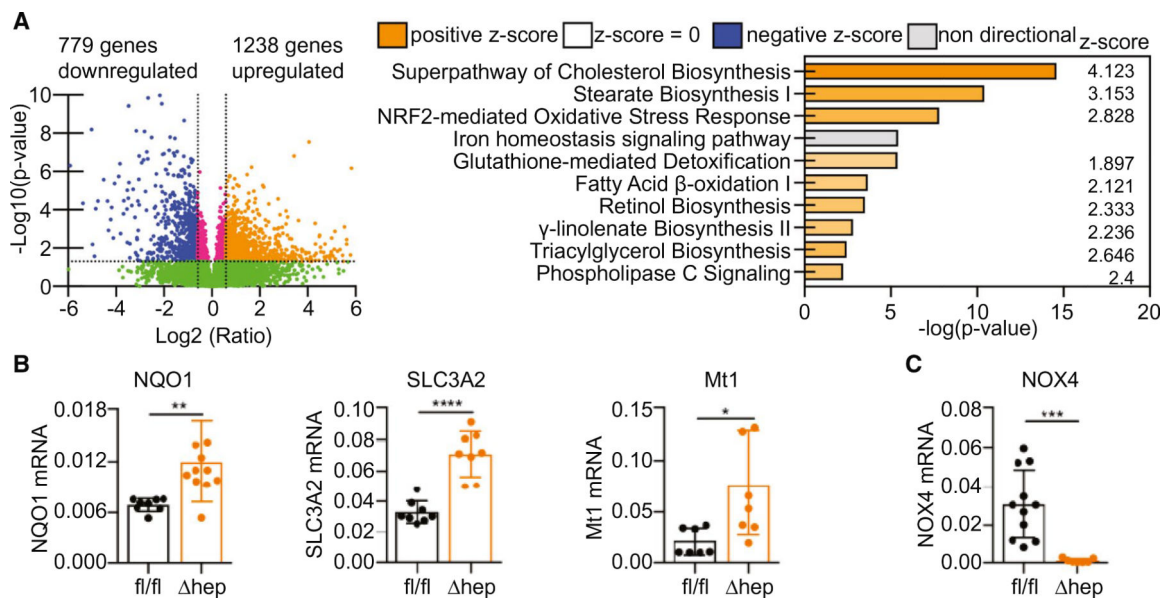 A
779 genes
downregulated
1238 genes
upregulated
10
8
6
4
2
0
-6 -4 -2 0 2 4 6
-Log10(p-value)
Log2 (Ratio)
positive z-score z-score = 0 negative z-score non directional z-score
Superpathway of Cholesterol Biosynthesis 4.123
Stearate Biosynthesis I 3.153
NRF2-mediated Oxidative Stress Response 2.828
Iron homeostasis signaling pathway
Glutathione-mediated Detoxification 1.897
Fatty Acid β-oxidation I 2.121
Retinol Biosynthesis 2.333
γ-linolenate Biosynthesis II 2.236
Triacylglycerol Biosynthesis 2.646
Phospholipase C Signaling 2.4
0 5 10 15 20
-log(p-value)
B
NQO1
**
0.018
0.012
0.006
0.000
NQO1 mRNA
fl/fl Δhep
SLC3A2
****
0.10
0.08
0.06
0.04
0.02
0.00
SLC3A2 mRNA
fl/fl Δhep
Mt1
*
0.15
0.10
0.05
0.00
Mt1 mRNA
fl/fl Δhep
C
NOX4
***
0.08
0.06
0.04
0.02
0.00
NOX4 mRNA
fl/fl Δhep